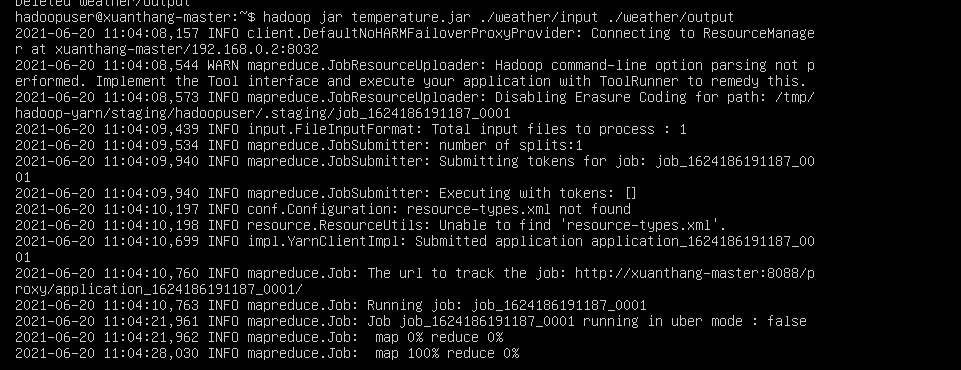 Deleted weather/output
hadoopuser@xuanthang-master:~$ hadoop jar temperature.jar ./weather/input ./weather/output
2021-06-20 11:04:08,157 INFO client.DefaultNoHARMFailoverProxyProvider: Connecting to ResourceManage
r at xuanthang-master/192.168.0.2:8032
2021-06-20 11:04:08,544 WARN mapreduce.JobResourceUploader: Hadoop command-line option parsing not p
erformed. Implement the Tool interface and execute your application with ToolRunner to remedy this.
2021-06-20 11:04:08,573 INFO mapreduce.JobResourceUploader: Disabling Erasure Coding for path: /tmp/
hadoop-yarn/staging/hadoopuser/.staging/job_1624186191187_0001
2021-06-20 11:04:09,439 INFO input.FileInputFormat: Total input files to process : 1
2021-06-20 11:04:09,534 INFO mapreduce.JobSubmitter: number of splits:1
2021-06-20 11:04:09,940 INFO mapreduce.JobSubmitter: Submitting tokens for job: job_1624186191187_00
01
2021-06-20 11:04:09,940 INFO mapreduce.JobSubmitter: Executing with tokens: []
2021-06-20 11:04:10,197 INFO conf.Configuration: resource-types.xml not found
2021-06-20 11:04:10,198 INFO resource.ResourceUtils: Unable to find 'resource-types.xml'.
2021-06-20 11:04:10,699 INFO impl.YarnClientImpl: Submitted application application_1624186191187_00
01
2021-06-20 11:04:10,760 INFO mapreduce.Job: The url to track the job: http://xuanthang-master:8088/p
roxy/application_1624186191187_0001/
2021-06-20 11:04:10,763 INFO mapreduce.Job: Running job: job_1624186191187_0001
2021-06-20 11:04:21,961 INFO mapreduce.Job: Job job_1624186191187_0001 running in uber mode : false
2021-06-20 11:04:21,962 INFO mapreduce.Job:  map 0% reduce 0%
2021-06-20 11:04:28,030 INFO mapreduce.Job:  map 100% reduce 0%